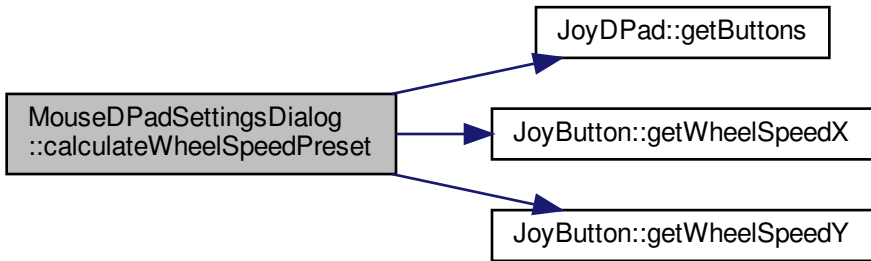 JoyDPad::getButtons
MouseDPadSettingsDialog
::calculateWheelSpeedPreset
JoyButton::getWheelSpeedX
JoyButton::getWheelSpeedY